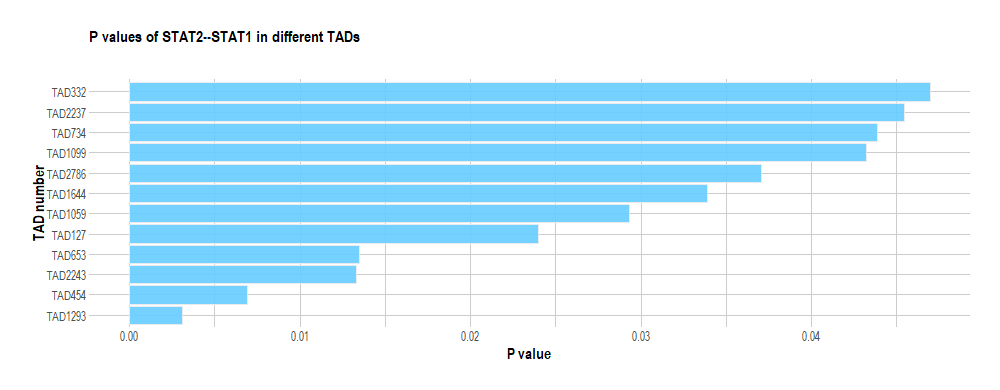 P values of STAT2--STAT1 in different TADs
TAD number
TAD332
TAD2237
TAD734
TAD1099
TAD2786
TAD1644
TAD1059
TAD127
TAD653
TAD2243
TAD454
TAD1293
0.00 0.01 0.02 0.03 0.04
P value